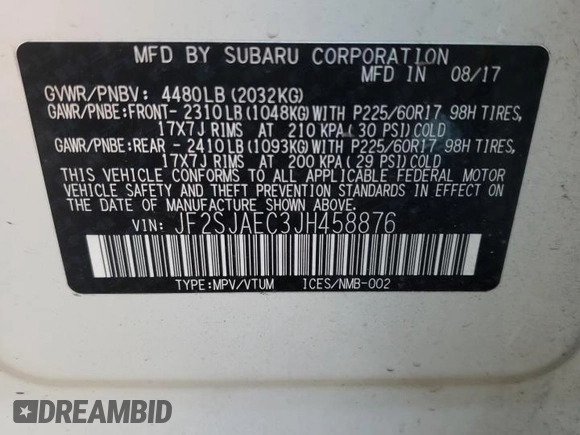 MFD BY SUBARU CORPORATION
MFD IN 08/17
GVWR/PNBV: 4480LB(2032KG)
GAWR/PNBE:FRONT- 2310LB(1048KG)WITH P225/60R17 98H TIRES,
17X7J RIMS AT 210 KPA(30 PSI)COLD
GAWR/PNBE:REAR - 2410LB(1093KG)WITH P225/60R17 98H TIRES,
17X7J RIMS AT 200 KPA(29 PSI)COLD
THIS VEHICLE CONFORMS TO ALL APPLICABLE FEDERAL MOTOR
VEHICLE SAFETY AND THEFT PREVENTION STANDARDS IN EFFECT
ON THE DATE OF MANUFACTURE SHOWN ABOVE.
VIN: JF2SJAEC3JH458876
TYPE:MPV/VTUM ICES/NMB-002
DREAMBID